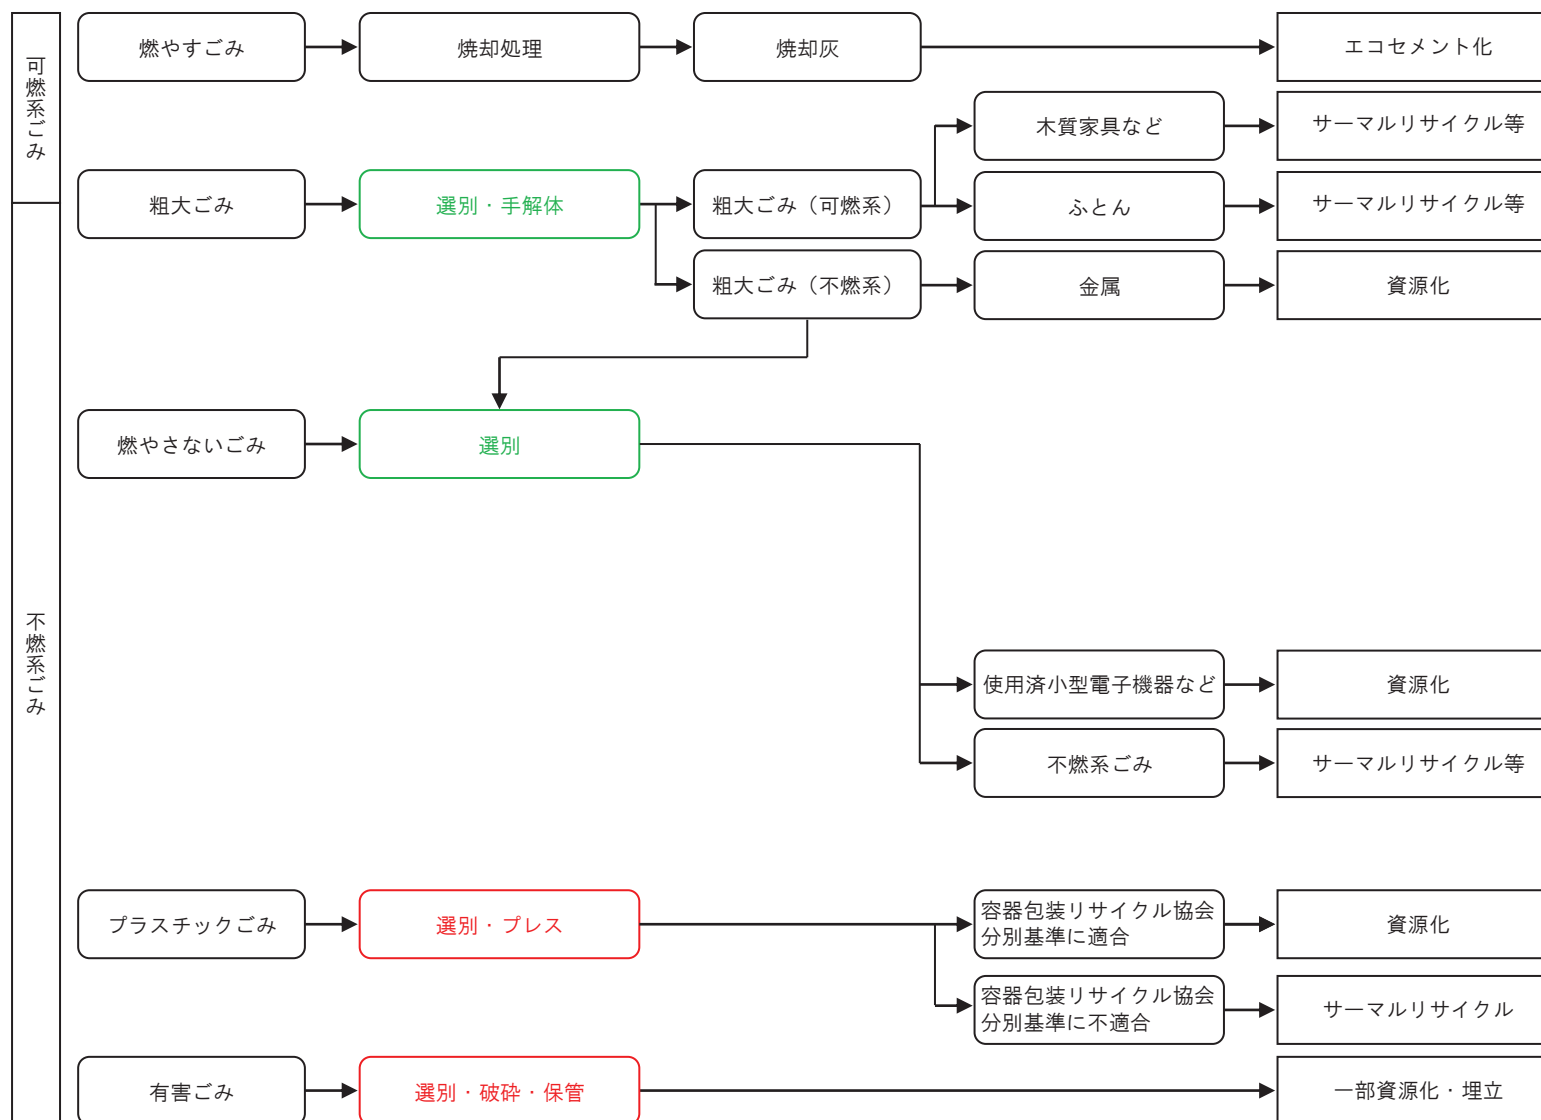 可燃系ごみ
燃やすごみ
焼却処理
焼却灰
エコセメント化
木質家具など
サーマルリサイクル等
粗大ごみ
選別・手解体
粗大ごみ（可燃系）
ふとん
サーマルリサイクル等
粗大ごみ（不燃系）
金属
資源化
不燃系ごみ
燃やさないごみ
選別
使用済小型電子機器など
資源化
不燃系ごみ
サーマルリサイクル等
プラスチックごみ
選別・プレス
容器包装リサイクル協会
分別基準に適合
資源化
容器包装リサイクル協会
分別基準に不適合
サーマルリサイクル
有害ごみ
選別・破砕・保管
一部資源化・埋立